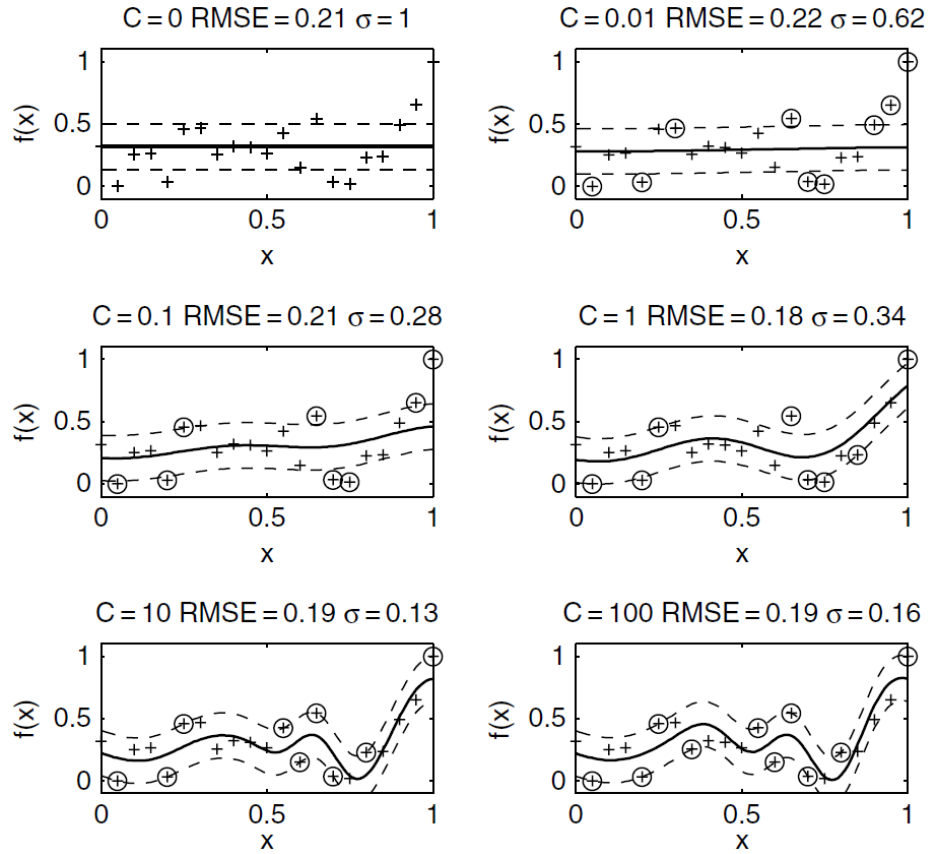 C = 0 RMSE = 0.21 σ = 1
f(x)
1
0.5
0
0
0.5
1
x
C = 0.01 RMSE = 0.22 σ = 0.62
f(x)
1
0.5
0
0
0.5
1
x
C = 0.1 RMSE = 0.21 σ = 0.28
f(x)
1
0.5
0
0
0.5
1
x
C = 1 RMSE = 0.18 σ = 0.34
f(x)
1
0.5
0
0
0.5
1
x
C = 10 RMSE = 0.19 σ = 0.13
f(x)
1
0.5
0
0
0.5
1
x
C = 100 RMSE = 0.19 σ = 0.16
f(x)
1
0.5
0
0
0.5
1
x